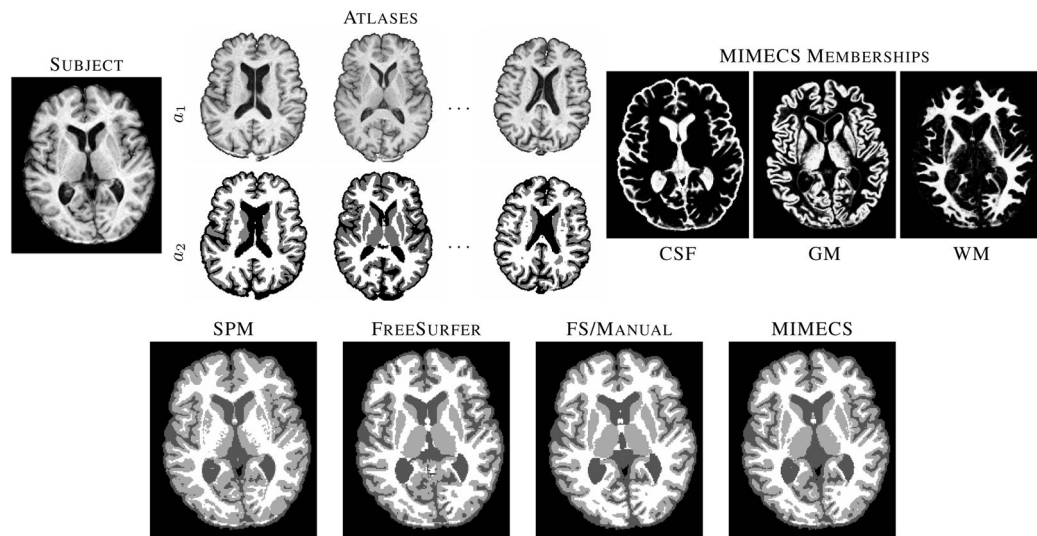 ATLASES
SUBJECT
MIMECS MEMBERSHIPS
a1
...
a2
...
CSF GM WM
SPM FREESURFER FS/MANUAL MIMECS